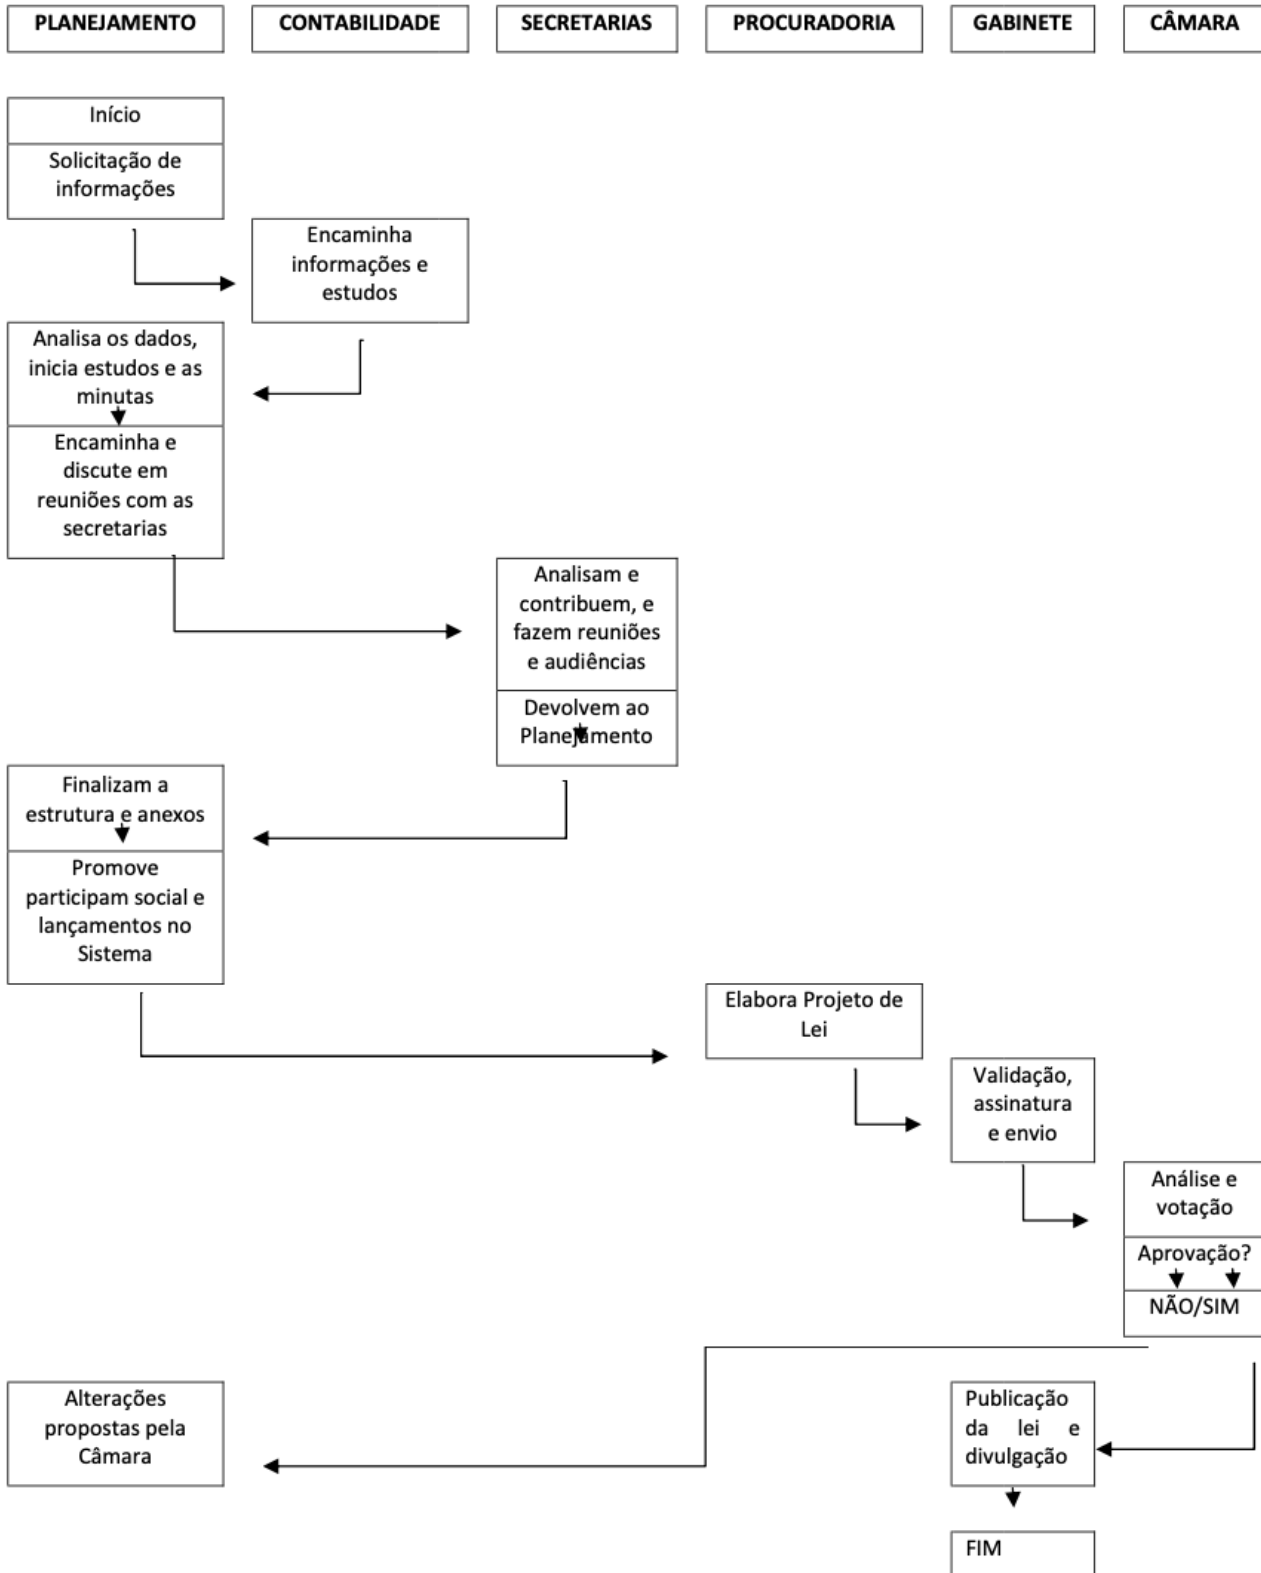 PLANEJAMENTO
CONTABILIDADE
SECRETARIAS
PROCURADORIA
GABINETE
CÂMARA
Início
Solicitação de
informações
Encaminha
informações e
estudos
Analisa os dados,
inicia estudos e as
minutas
Encaminha e
discute em
reuniões com as
secretarias
Analisam e
contribuem, e
fazem reuniões
e audiências
Devolvem ao
Planejamento
Finalizam a
estrutura e anexos
Promove
participam social e
lançamentos no
Sistema
Elabora Projeto de
Lei
Validação,
assinatura
e envio
Análise e
votação
Aprovação?
NÃO/SIM
Alterações
propostas pela
Câmara
Publicação
da lei e
divulgação
FIM